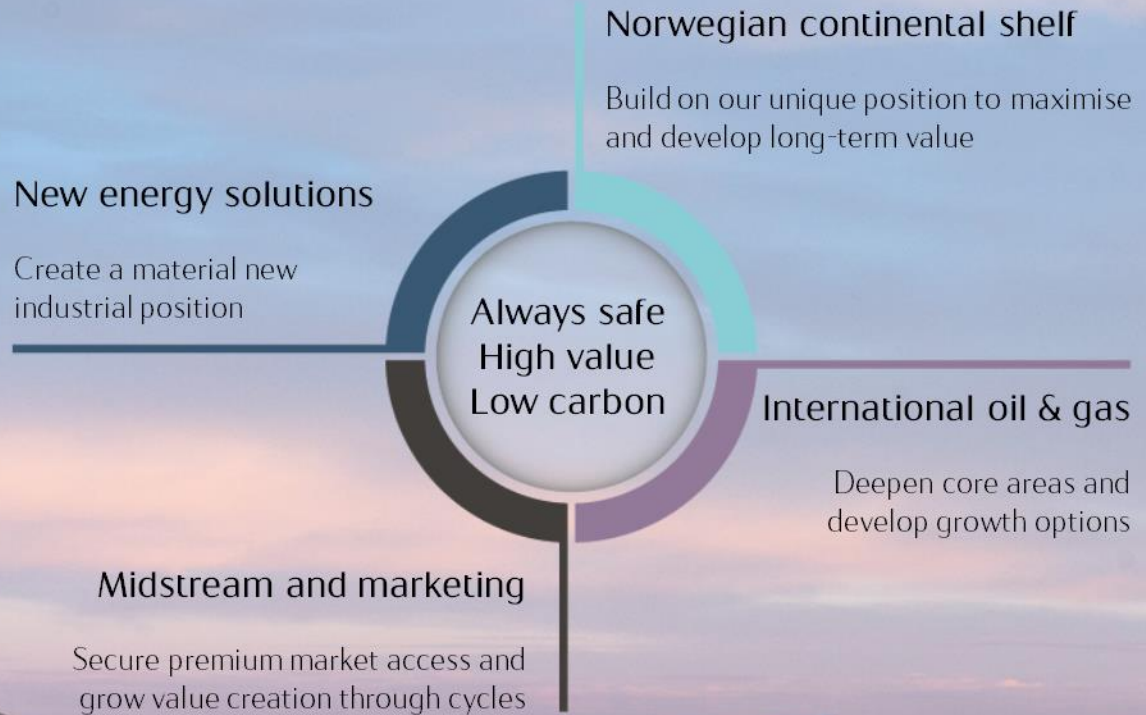 Norwegian continental shelf
Build on our unique position to maximise
and develop long-term value
New energy solutions
Create a material new
industrial position
Always safe
High value
Low carbon
International oil & gas
Deepen core areas and
develop growth options
Midstream and marketing
Secure premium market access and
grow value creation through cycles